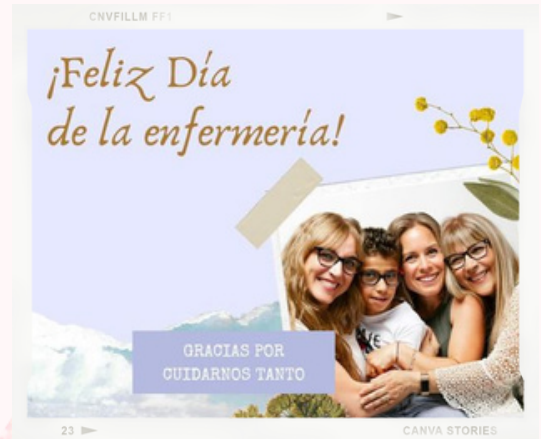 CNVFILLM FF1
¡Feliz Día
de la enfermería!
GRACIAS POR
CUIDARNOS TANTO
23
CANVA STORIES